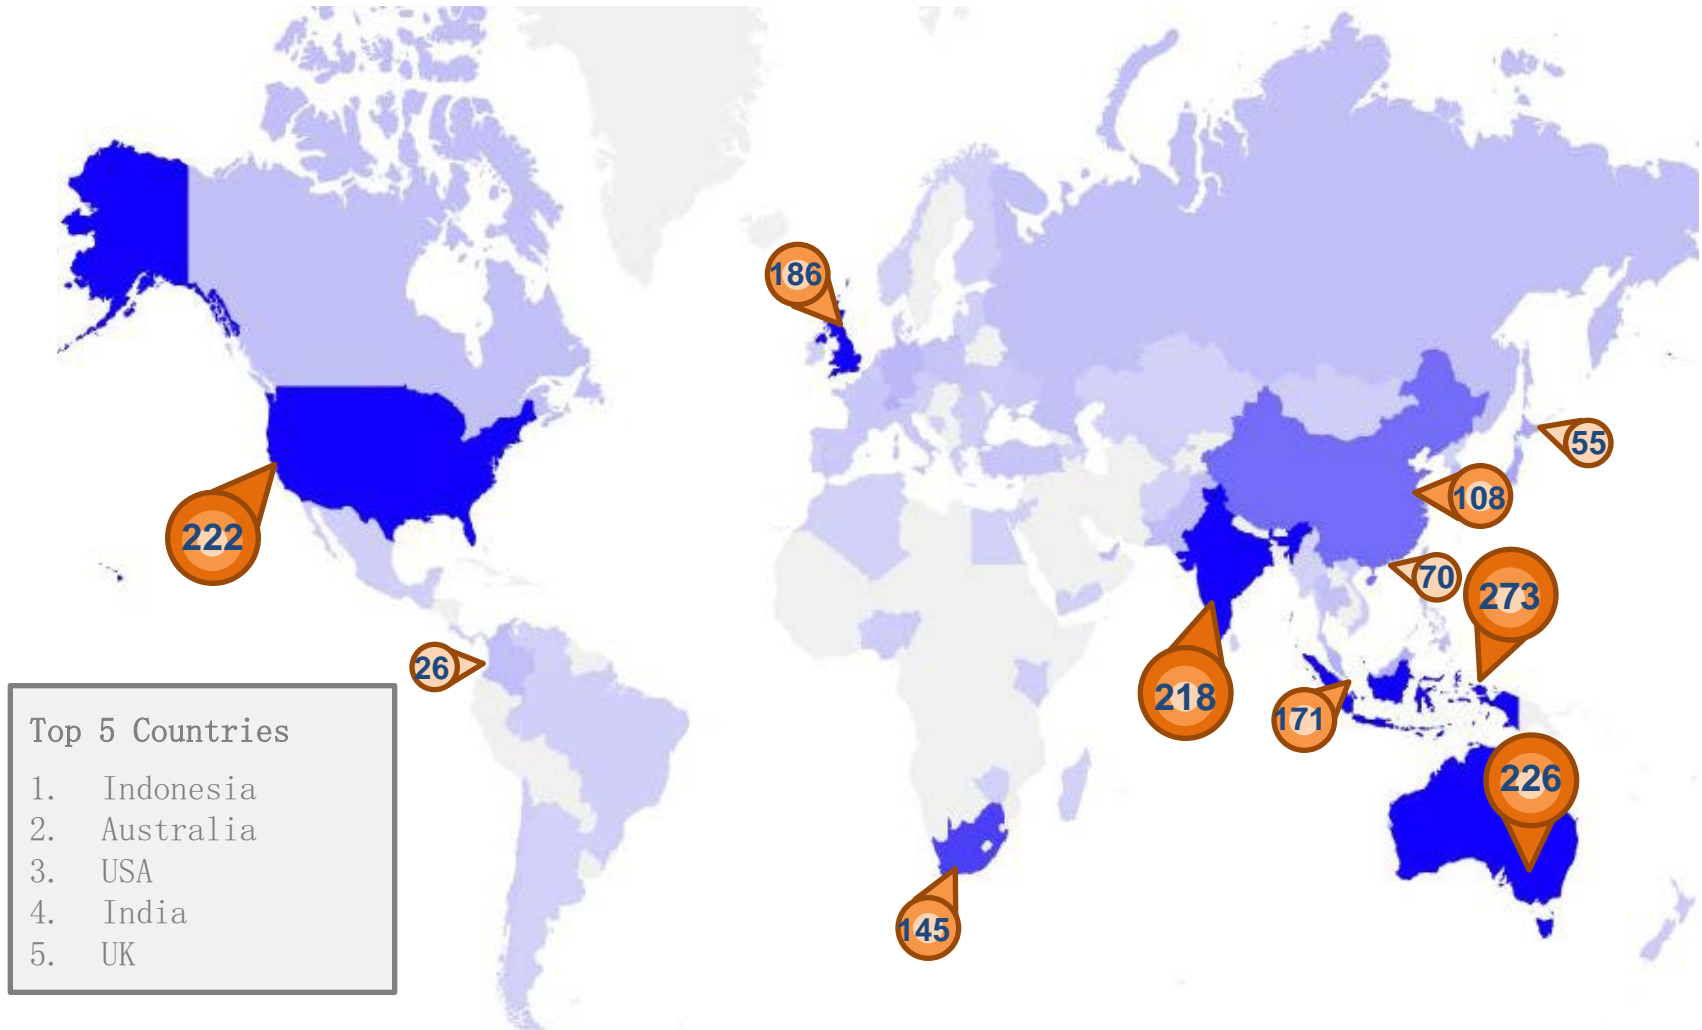 186
55
108
222
70
273
26
218
171
226
145
Top 5 Countries
1. Indonesia
2. Australia
3. USA
4. India
5. UK